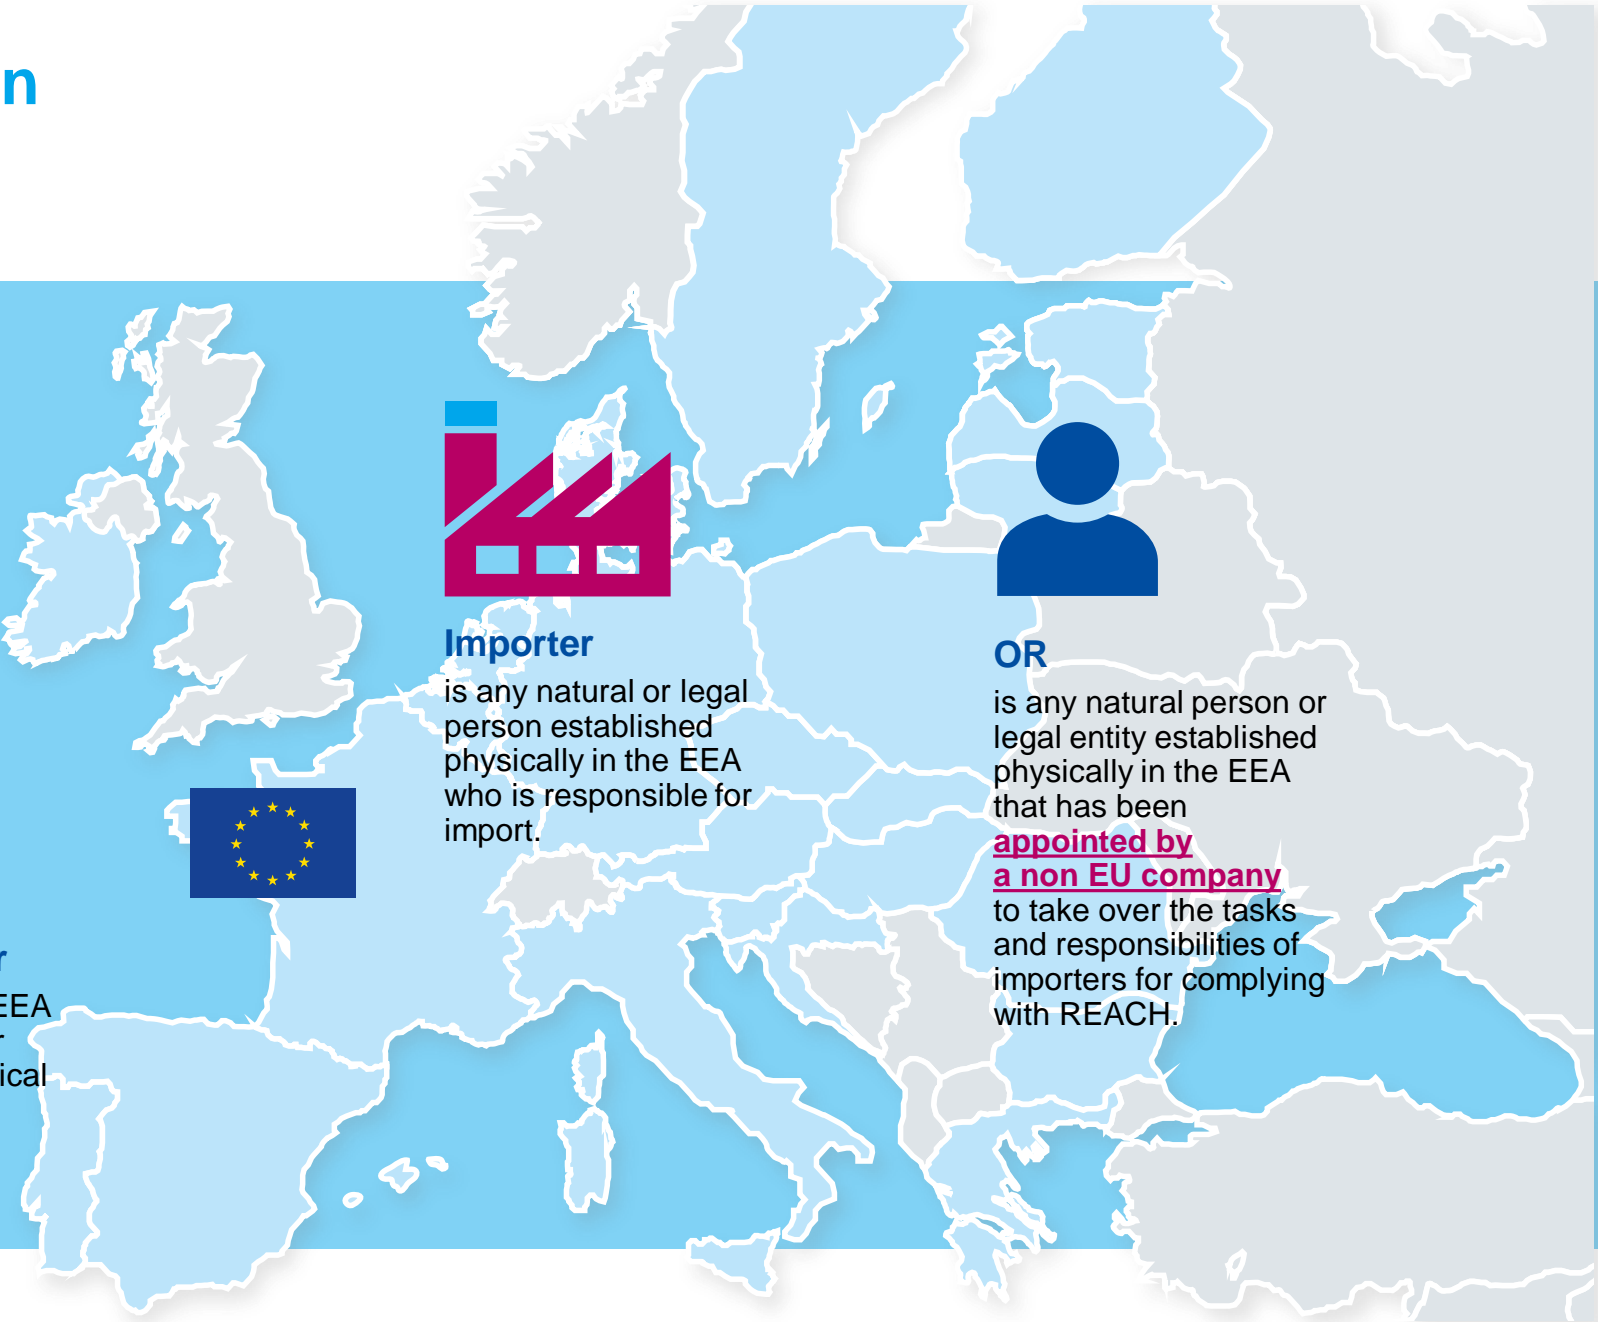 n
Importer
is any natural or legal
person established
physically in the EEA
who is responsible for
import.
OR
is any natural person or
legal entity established
physically in the EEA
that has been
appointed by
a non EU company
to take over the tasks
and responsibilities of
importers for complying
with REACH.
r
EEA
r
ical